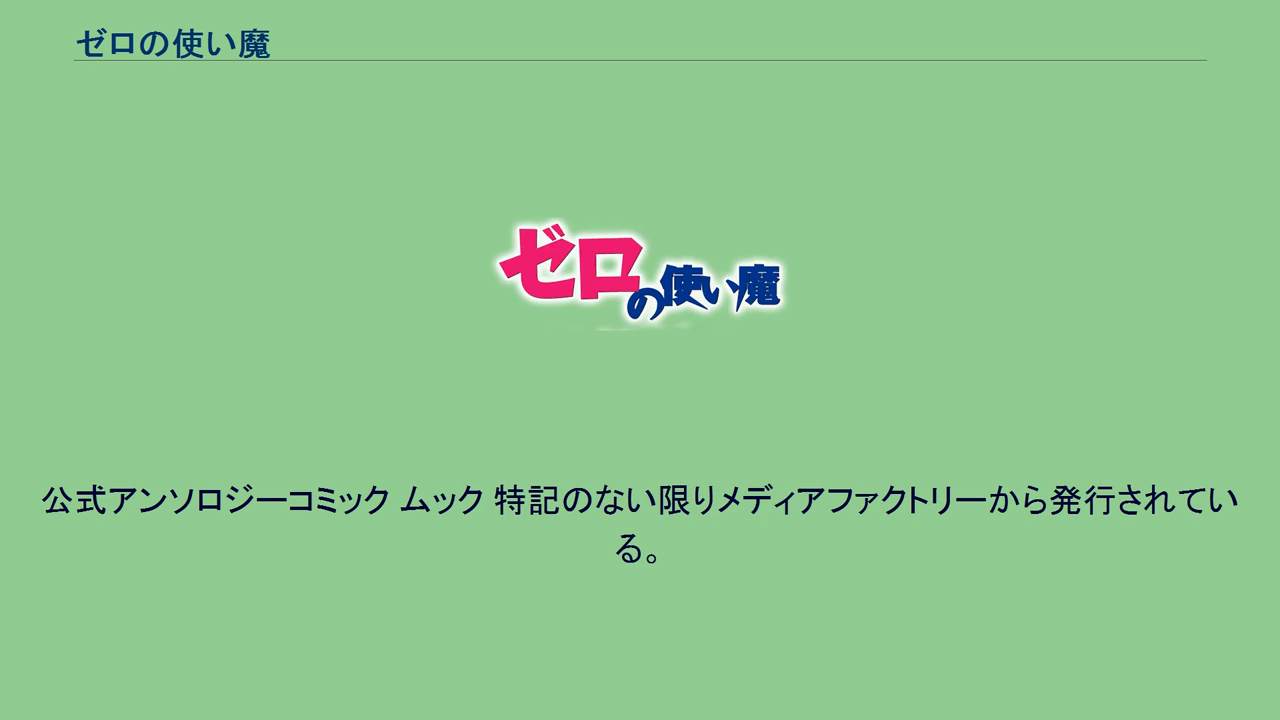 ゼロの使い魔
ゼロの使い魔
公式アンソロジーコミック ムック 特記のない限りメディアファクトリーから発行されてい
る。